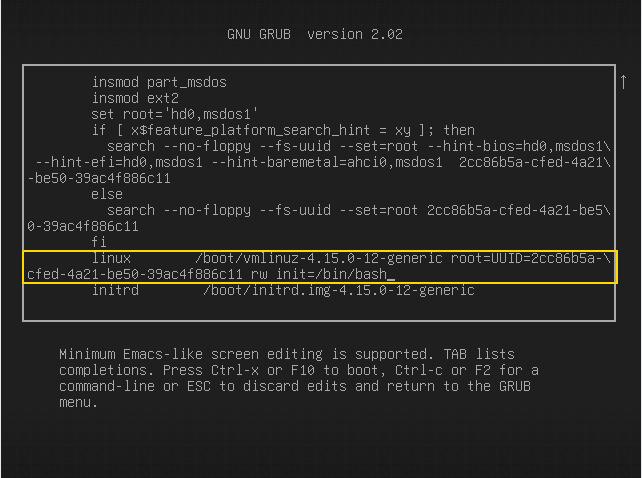 GNU GRUB version 2.02
insmod part_msdos
insmod ext2
set root='hd0,msdos1'
if [ x$feature_platform_search_hint = xy ]; then
search --no-floppy --fs-uuid --set=root --hint-bios=hd0,msdos1\
--hint-efi=hd0,msdos1 --hint-baremetal=ahci0,msdos1 2cc86b5a-cfed-4a21\
-be50-39ac4f886c11
else
search --no-floppy --fs-uuid --set=root 2cc86b5a-cfed-4a21-be5\
0-39ac4f886c11
fi
linux /boot/vmlinuz-4.15.0-12-generic root=UUID=2cc86b5a-\
cfed-4a21-be50-39ac4f886c11 rw init=/bin/bash_
initrd /boot/initrd.img-4.15.0-12-generic
Minimum Emacs-like screen editing is supported. TAB lists
completions. Press Ctrl-x or F10 to boot, Ctrl-c or F2 for a
command-line or ESC to discard edits and return to the GRUB
menu.